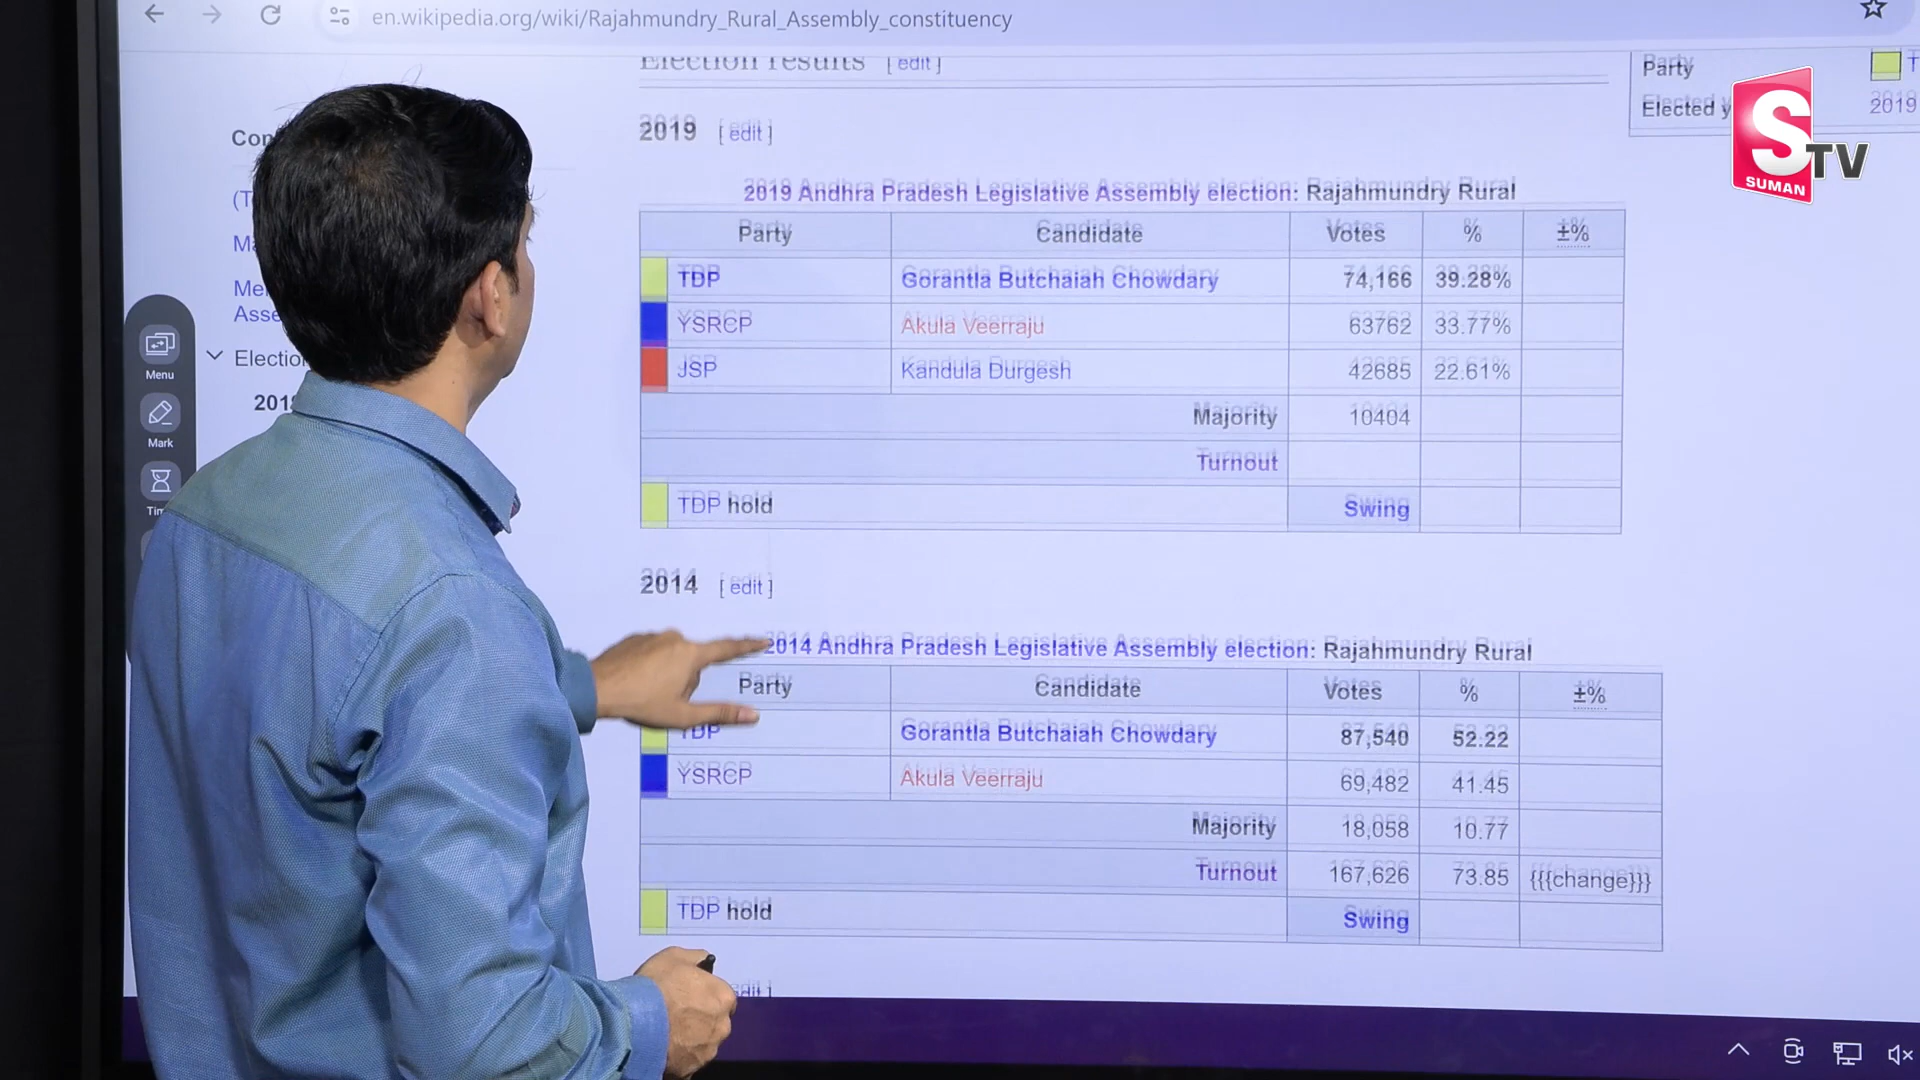 en.wikipedia.org/wiki/Rajahmundry_Rural_Assembly_constituency
Election results [ edit ]
Party
Elected
2019
S
SUMAN
TV
2019 [ edit ]
2019 Andhra Pradesh Legislative Assembly election: Rajahmundry Rural
Party Candidate Votes % ±%
TDP Gorantla Butchaiah Chowdary 74,166 39.28%
YSRCP Akula Veerraju 63762 33.77%
JSP Kandula Durgesh 42685 22.61%
Majority 10404
Turnout
TDP hold Swing
2014 [ edit ]
2014 Andhra Pradesh Legislative Assembly election: Rajahmundry Rural
Party Candidate Votes % ±%
TDP Gorantla Butchaiah Chowdary 87,540 52.22
YSRCP Akula Veerraju 69,482 41.45
Majority 18,058 10.77
Turnout 167,626 73.85 {{{change}}}
TDP hold Swing
Menu
Mark